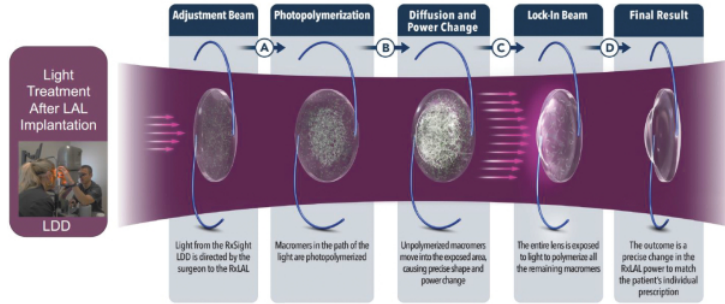 Light
Treatment
After LAL
Implantation
LDD
Adjustment Beam
A
Photopolymerization
B
Diffusion and
Power Change
C
Lock-In Beam
D
Final Result
Light from the RxSight
LDD is directed by the
surgeon to the RxLAL
Macromers in the path of the
light are photopolymerized
Unpolymerized macromers
move into the exposed area,
causing precise shape and
power change
The entire lens is exposed
to light to polymerize all
the remaining macromers
The outcome is a
precise change in the
RxLAL power to match
the patient's individual
prescription